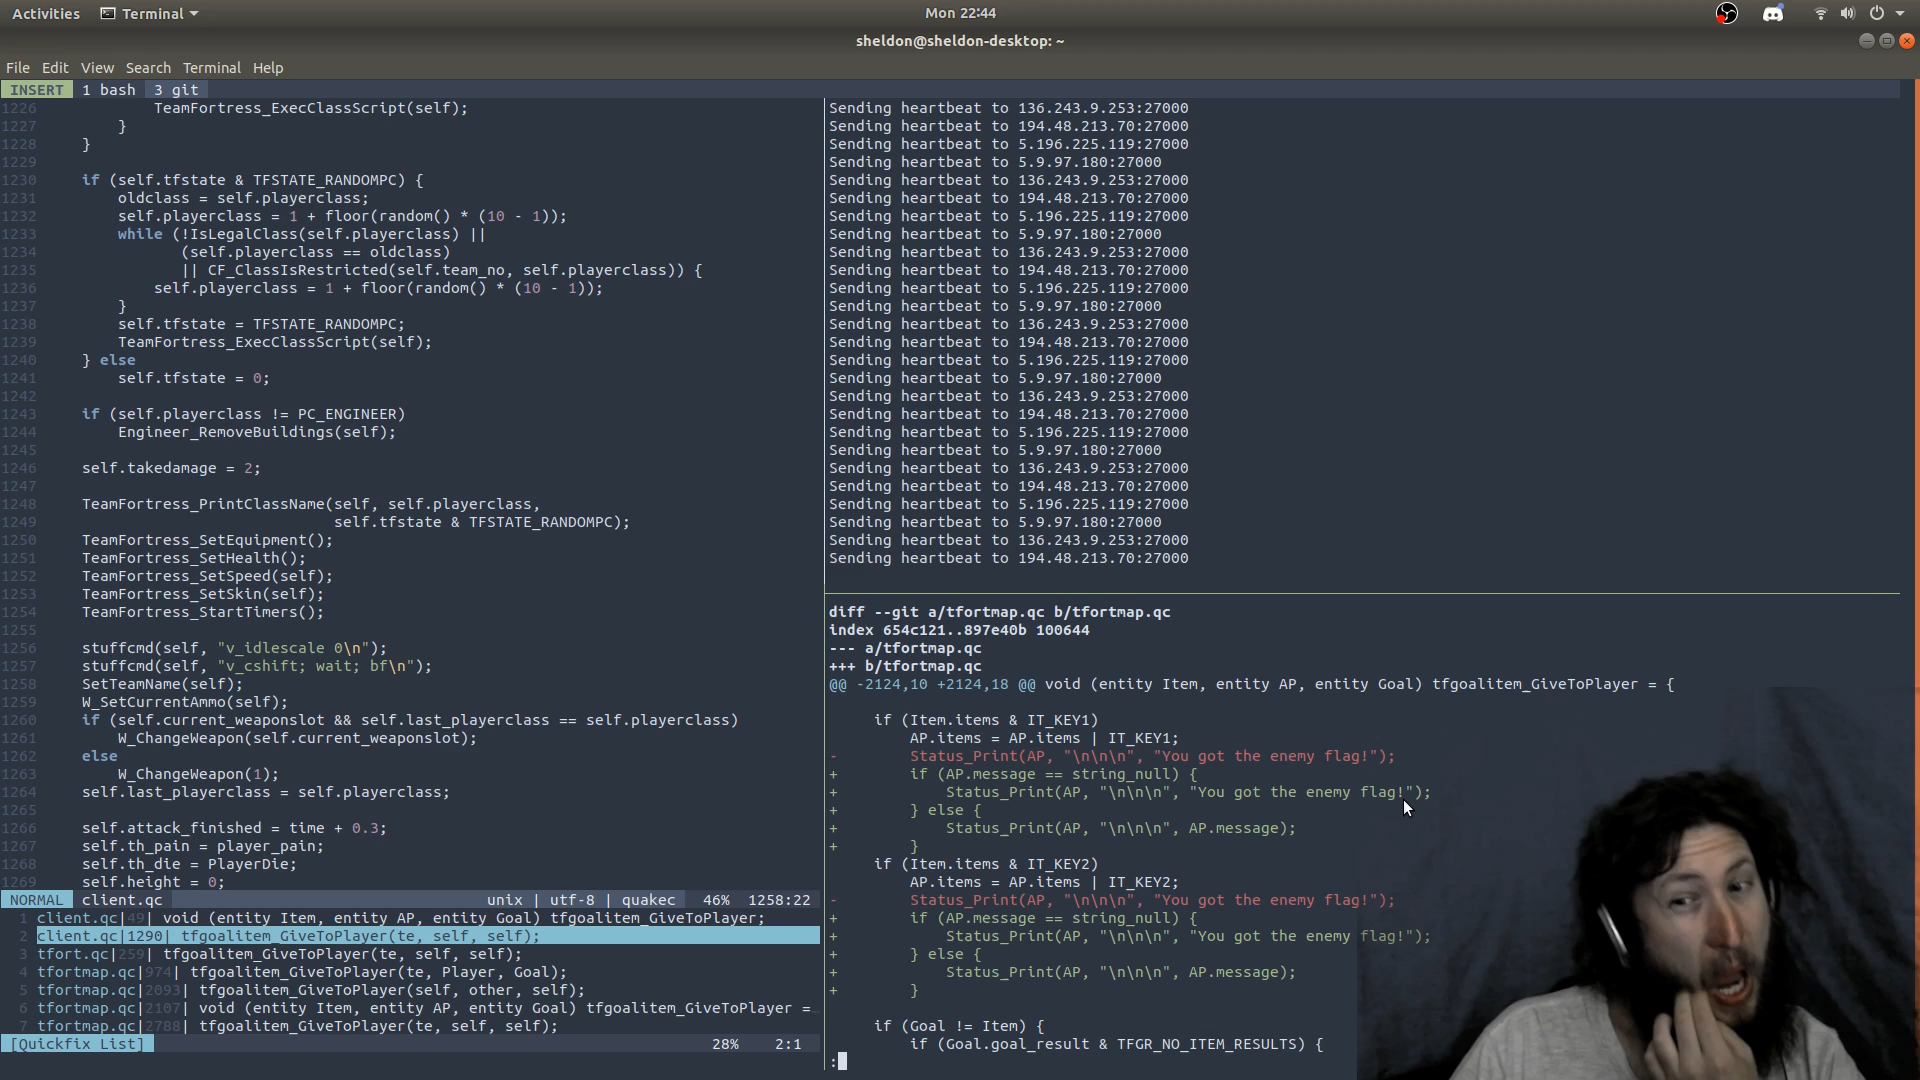 Activities Terminal Mon 22:44
sheldon@sheldon-desktop: ~
File Edit View Search Terminal Help
INSERT 1 bash 3 git
1226 TeamFortress_ExecClassScript(self);
1227 }
1228 }
1229
1230 if (self.tfstate & TFSTATE_RANDOMPC) {
1231 oldclass = self.playerclass;
1232 self.playerclass = 1 + floor(random() * (10 - 1));
1233 while (!IsLegalClass(self.playerclass) ||
1234 (self.playerclass == oldclass)
1235 || CF_ClassIsRestricted(self.team_no, self.playerclass)) {
1236 self.playerclass = 1 + floor(random() * (10 - 1));
1237 }
1238 self.tfstate = TFSTATE_RANDOMPC;
1239 TeamFortress_ExecClassScript(self);
1240 } else
1241 self.tfstate = 0;
1242
1243 if (self.playerclass != PC_ENGINEER)
1244 Engineer_RemoveBuildings(self);
1245
1246 self.takedamage = 2;
1247
1248 TeamFortress_PrintClassName(self, self.playerclass,
1249 self.tfstate & TFSTATE_RANDOMPC);
1250 TeamFortress_SetEquipment();
1251 TeamFortress_SetHealth();
1252 TeamFortress_SetSpeed(self);
1253 TeamFortress_SetSkin(self);
1254 TeamFortress_StartTimers();
1255
1256 stuffcmd(self, "v_idlescale 0\n");
1257 stuffcmd(self, "v_cshift; wait; bf\n");
1258 SetTeamName(self);
1259 W_SetCurrentAmmo(self);
1260 if (self.current_weaponslot && self.last_playerclass == self.playerclass)
1261 W_ChangeWeapon(self.current_weaponslot);
1262 else
1263 W_ChangeWeapon(1);
1264 self.last_playerclass = self.playerclass;
1265
1266 self.attack_finished = time + 0.3;
1267 self.th_pain = player_pain;
1268 self.th_die = PlayerDie;
1269 self.height = 0;
NORMAL client.qc unix | utf-8 | quakec 46% 1258:22
1 client.qc|49| void (entity Item, entity AP, entity Goal) tfgoalitem_GiveToPlayer;
2 client.qc|1290| tfgoalitem_GiveToPlayer(te, self, self);
3 tfort.qc|259| tfgoalitem_GiveToPlayer(te, self, self);
4 tfortmap.qc|974| tfgoalitem_GiveToPlayer(te, Player, Goal);
5 tfortmap.qc|2093| tfgoalitem_GiveToPlayer(self, other, self);
6 tfortmap.qc|2107| void (entity Item, entity AP, entity Goal) tfgoalitem_GiveToPlayer =
7 tfortmap.qc|2788| tfgoalitem_GiveToPlayer(te, self, self);
[Quickfix List] 28% 2:1
Sending heartbeat to 136.243.9.253:27000
Sending heartbeat to 194.48.213.70:27000
Sending heartbeat to 5.196.225.119:27000
Sending heartbeat to 5.9.97.180:27000
Sending heartbeat to 136.243.9.253:27000
Sending heartbeat to 194.48.213.70:27000
Sending heartbeat to 5.196.225.119:27000
Sending heartbeat to 5.9.97.180:27000
Sending heartbeat to 136.243.9.253:27000
Sending heartbeat to 194.48.213.70:27000
Sending heartbeat to 5.196.225.119:27000
Sending heartbeat to 5.9.97.180:27000
Sending heartbeat to 136.243.9.253:27000
Sending heartbeat to 194.48.213.70:27000
Sending heartbeat to 5.196.225.119:27000
Sending heartbeat to 5.9.97.180:27000
Sending heartbeat to 136.243.9.253:27000
Sending heartbeat to 194.48.213.70:27000
Sending heartbeat to 5.196.225.119:27000
Sending heartbeat to 5.9.97.180:27000
Sending heartbeat to 136.243.9.253:27000
Sending heartbeat to 194.48.213.70:27000
Sending heartbeat to 5.196.225.119:27000
Sending heartbeat to 5.9.97.180:27000
Sending heartbeat to 136.243.9.253:27000
Sending heartbeat to 194.48.213.70:27000
diff --git a/tfortmap.qc b/tfortmap.qc
index 654c121..897e40b 100644
--- a/tfortmap.qc
+++ b/tfortmap.qc
@@ -2124,10 +2124,18 @@ void (entity Item, entity AP, entity Goal) tfgoalitem_GiveToPlayer = {
if (Item.items & IT_KEY1)
AP.items = AP.items | IT_KEY1;
- Status_Print(AP, "\n\n\n", "You got the enemy flag!");
+ if (AP.message == string_null) {
+ Status_Print(AP, "\n\n\n", "You got the enemy flag!");
+ } else {
+ Status_Print(AP, "\n\n\n", AP.message);
+ }
if (Item.items & IT_KEY2)
AP.items = AP.items | IT_KEY2;
- Status_Print(AP, "\n\n\n", "You got the enemy flag!");
+ if (AP.message == string_null) {
+ Status_Print(AP, "\n\n\n", "You got the enemy flag!");
+ } else {
+ Status_Print(AP, "\n\n\n", AP.message);
+ }
if (Goal != Item) {
if (Goal.goal_result & TFGR_NO_ITEM_RESULTS) {
: